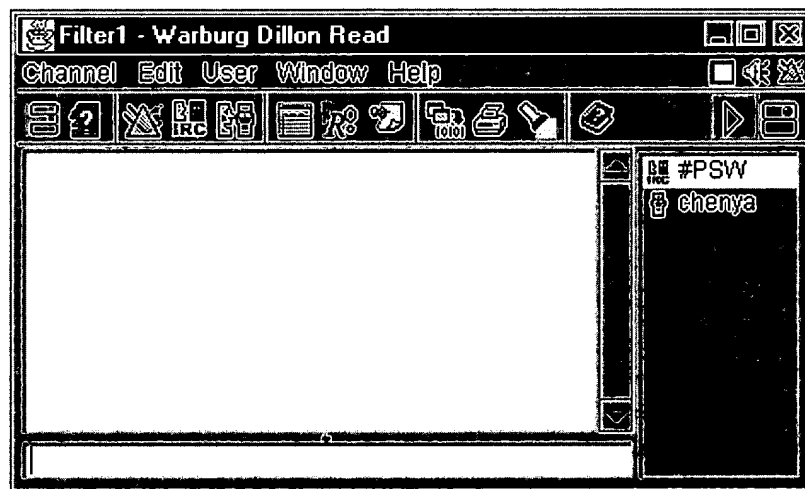 Filter1 - Warburg Dillon Read
Channel Edit User Window Help
IRC
#PSW
chenya